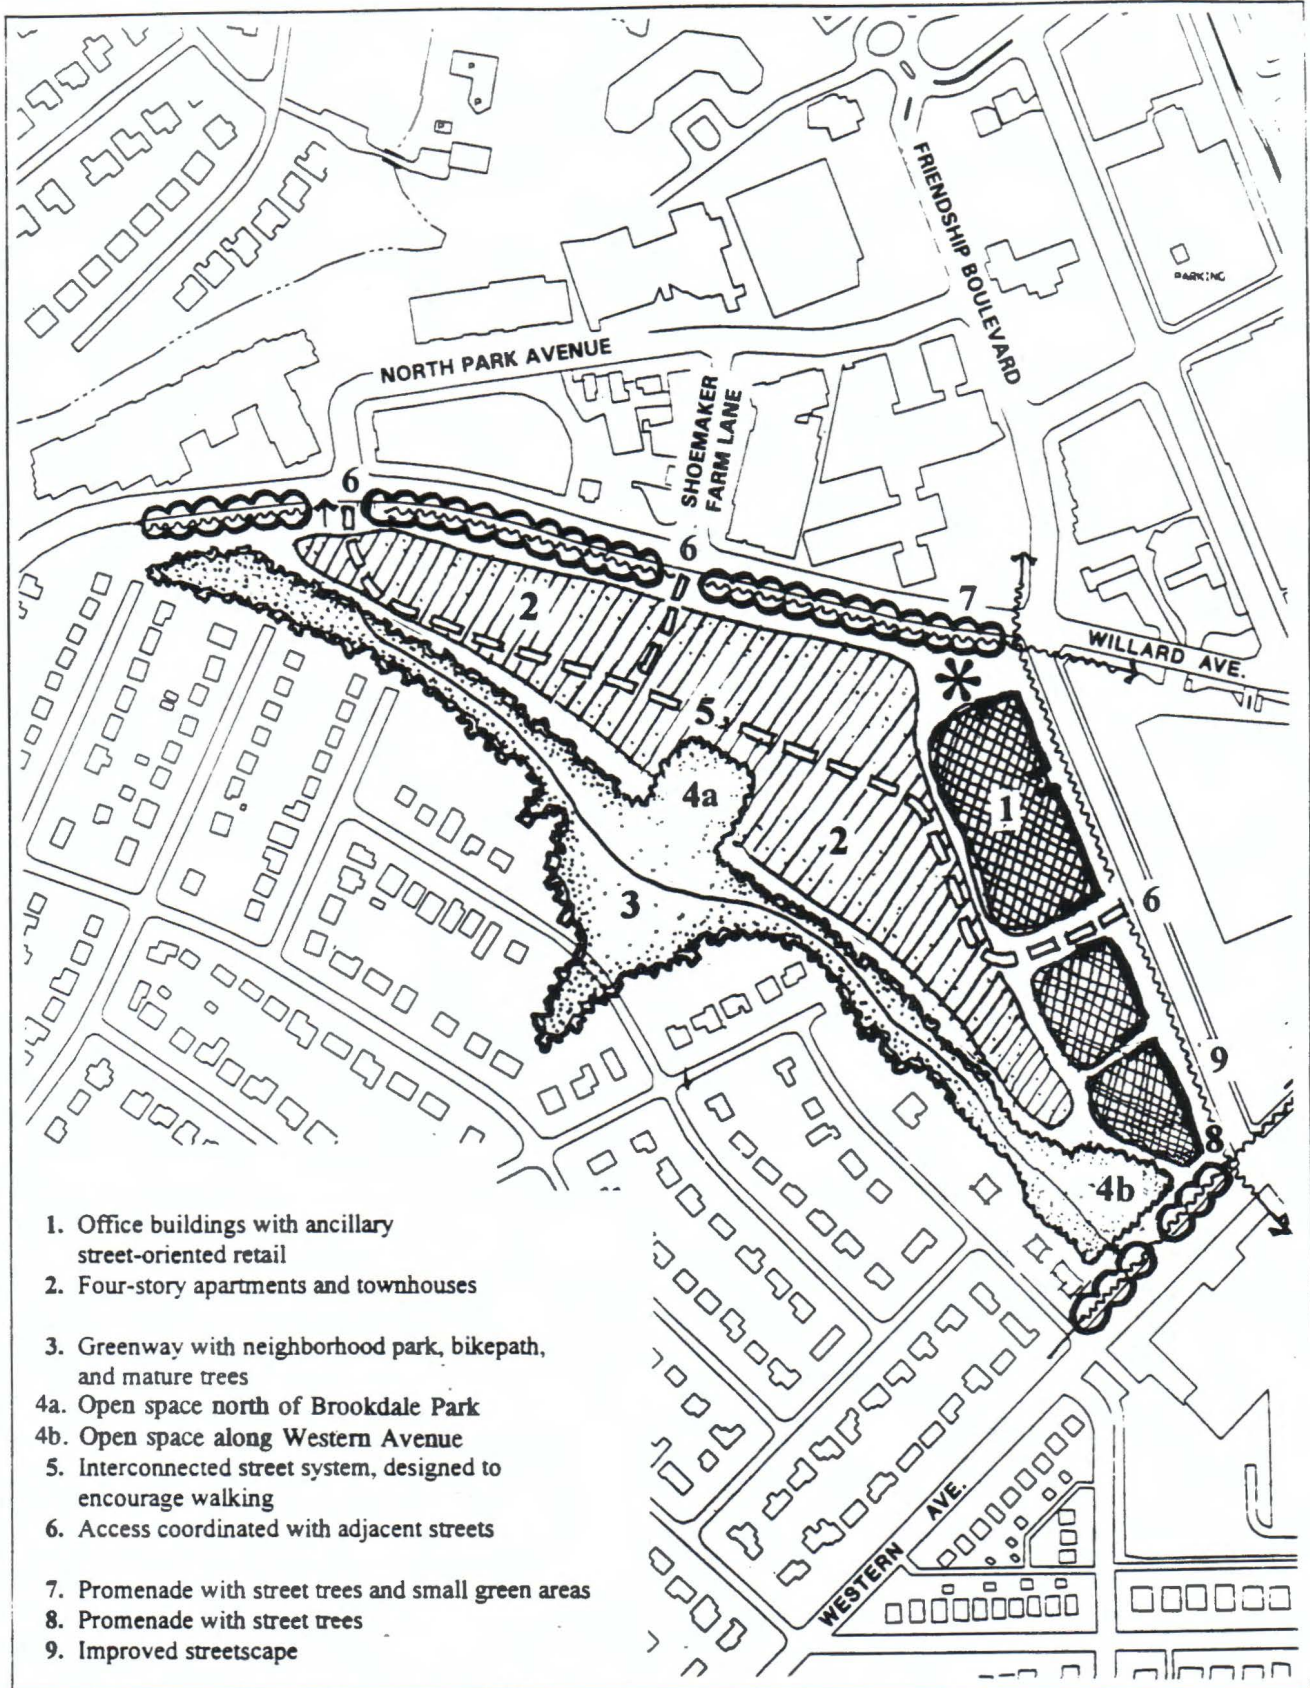 FRIENDSHIP BOULEVARD
PARKING
NORTH PARK AVENUE
SHOEMAKER
FARM LANE
6
6
7
WILLARD AVE.
2
5
4a
1
2
3
6
9
8
4b
1. Office buildings with ancillary
street-oriented retail
2. Four-story apartments and townhouses
3. Greenway with neighborhood park, bikepath,
and mature trees
4a. Open space north of Brookdale Park
4b. Open space along Western Avenue
5. Interconnected street system, designed to
encourage walking
6. Access coordinated with adjacent streets
7. Promenade with street trees and small green areas
8. Promenade with street trees
9. Improved streetscape
WESTERN AVE.